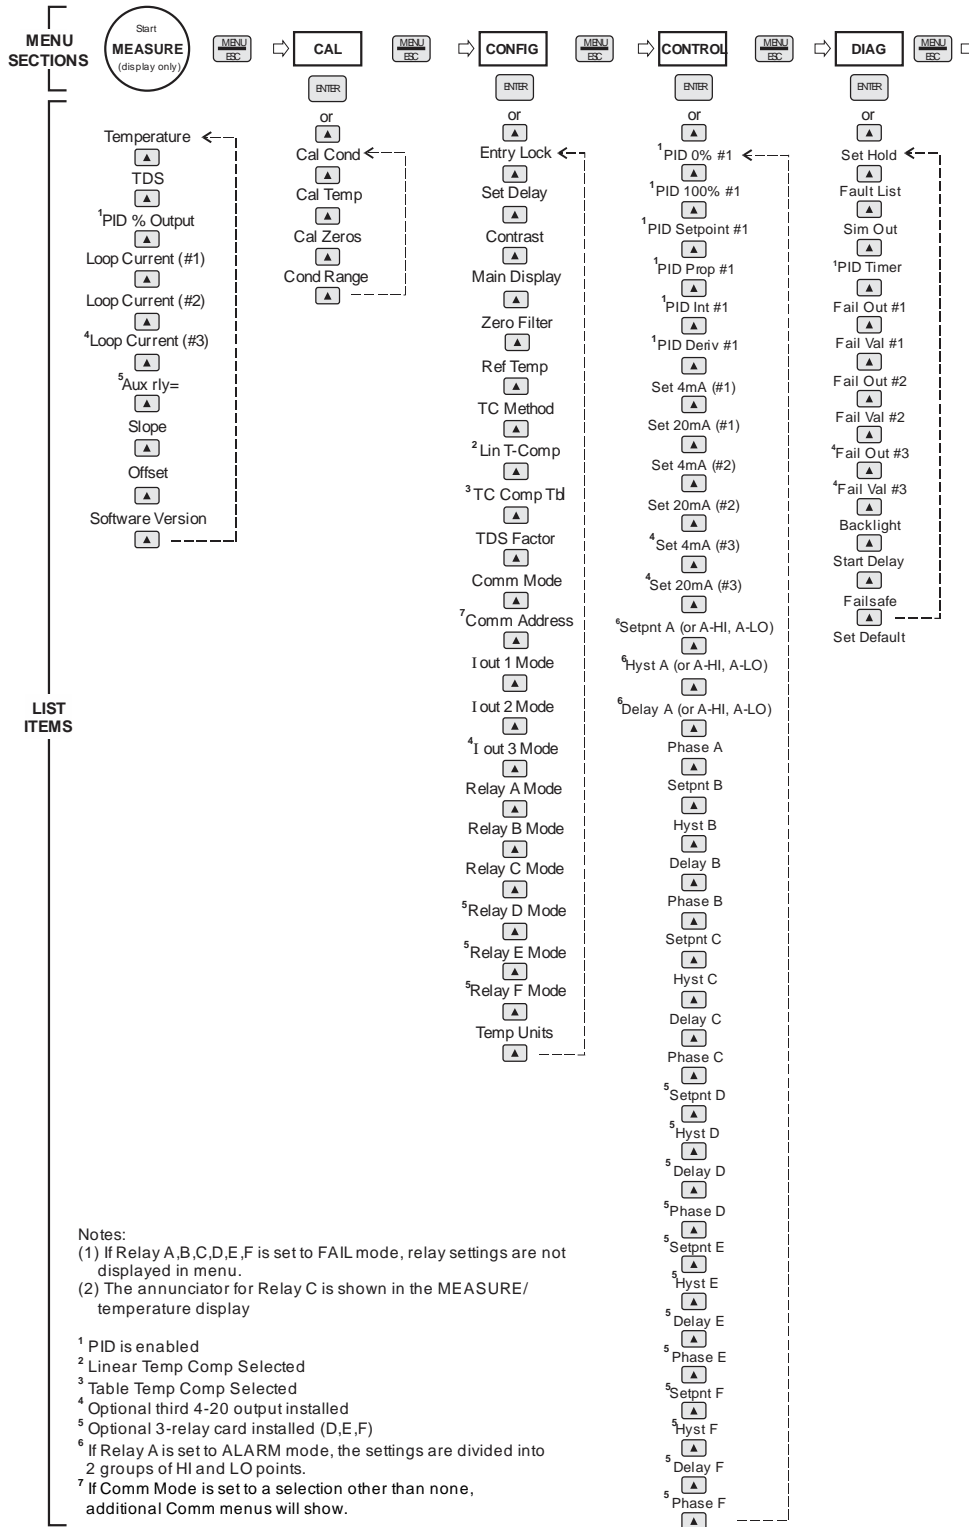 MENU
SECTIONS
Start
MEASURE
(display only)
MENU
ESC
CAL
MENU
ESC
CONFIG
MENU
ESC
CONTROL
MENU
ESC
DIAG
MENU
ESC
ENTER
ENTER
ENTER
ENTER
LIST
ITEMS
Temperature
TDS
¹PID % Output
Loop Current (#1)
Loop Current (#2)
⁴Loop Current (#3)
⁵Aux rly=
Slope
Offset
Software Version
or
Cal Cond
Cal Temp
Cal Zeros
Cond Range
or
Entry Lock
Set Delay
Contrast
Main Display
Zero Filter
Ref Temp
TC Method
²Lin T-Comp
³TC Comp Tbl
TDS Factor
Comm Mode
⁷Comm Address
I out 1 Mode
I out 2 Mode
⁴I out 3 Mode
Relay A Mode
Relay B Mode
Relay C Mode
⁵Relay D Mode
⁵Relay E Mode
⁵Relay F Mode
Temp Units
or
¹PID 0% #1
¹PID 100% #1
¹PID Setpoint #1
¹PID Prop #1
¹PID Int #1
¹PID Deriv #1
Set 4mA (#1)
Set 20mA (#1)
Set 4mA (#2)
Set 20mA (#2)
⁴Set 4mA (#3)
⁴Set 20mA (#3)
⁶Setpnt A (or A-HI, A-LO)
⁶Hyst A (or A-HI, A-LO)
⁶Delay A (or A-HI, A-LO)
Phase A
Setpnt B
Hyst B
Delay B
Phase B
Setpnt C
Hyst C
Delay C
Phase C
⁵Setpnt D
⁵Hyst D
⁵Delay D
⁵Phase D
⁵Setpnt E
⁵Hyst E
⁵Delay E
⁵Phase E
⁵Setpnt F
⁵Hyst F
⁵Delay F
⁵Phase F
or
Set Hold
Fault List
Sim Out
¹PID Timer
Fail Out #1
Fail Val #1
Fail Out #2
Fail Val #2
⁴Fail Out #3
⁴Fail Val #3
Backlight
Start Delay
Failsafe
Set Default
Notes:
(1) If Relay A,B,C,D,E,F is set to FAIL mode, relay settings are not
displayed in menu.
(2) The annunciator for Relay C is shown in the MEASURE/
temperature display
¹ PID is enabled
² Linear Temp Comp Selected
³ Table Temp Comp Selected
⁴ Optional third 4-20 output installed
⁵ Optional 3-relay card installed (D,E,F)
⁶ If Relay A is set to ALARM mode, the settings are divided into
2 groups of HI and LO points.
⁷ If Comm Mode is set to a selection other than none,
additional Comm menus will show.